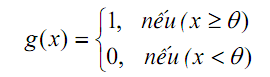 g(x) = { 1, nếu (x ≥ θ)
0, nếu (x < θ)